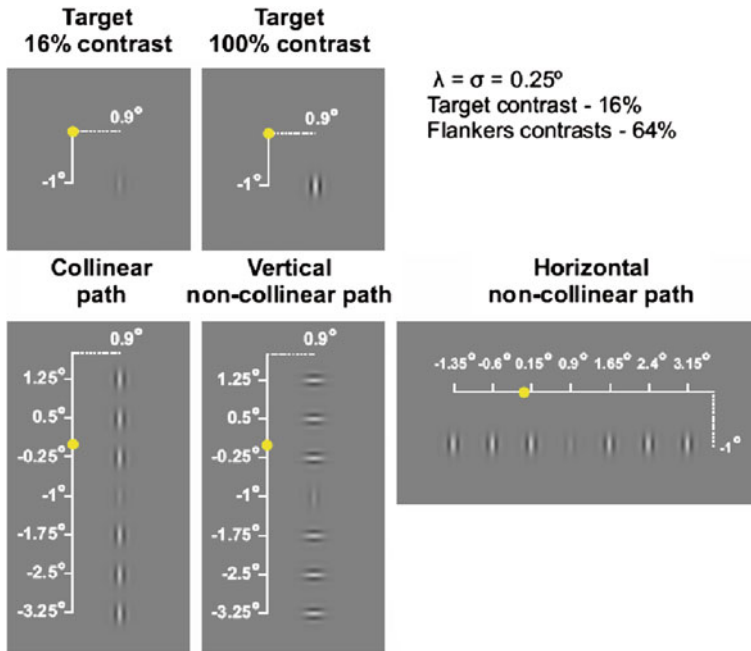 Target
16% contrast
Target
100% contrast
λ = σ = 0.25º
Target contrast - 16%
Flankers contrasts - 64%
0.9º
-1º
0.9º
-1º
Collinear
path
Vertical
non-collinear path
Horizontal
non-collinear path
0.9º
1.25º
0.5º
-0.25º
-1º
-1.75º
-2.5º
-3.25º
0.9º
1.25º
0.5º
-0.25º
-1º
-1.75º
-2.5º
-3.25º
-1.35º -0.6º 0.15º 0.9º 1.65º 2.4º 3.15º
-1º